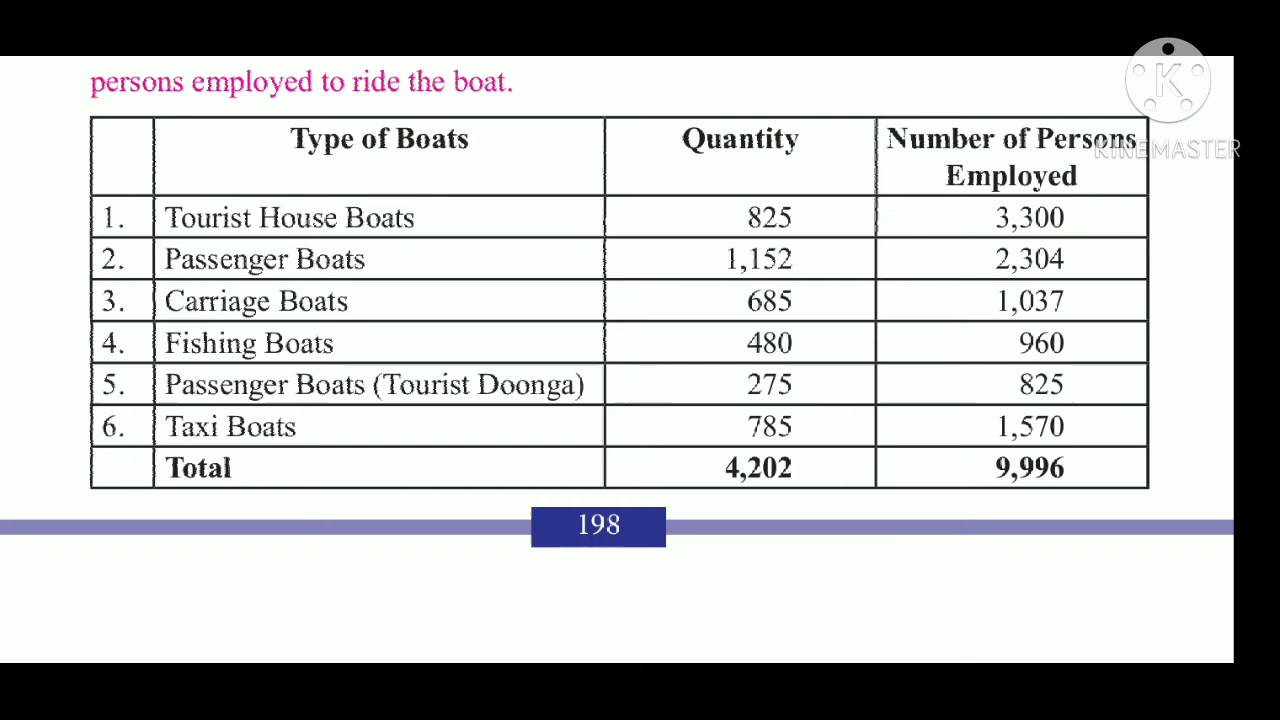 persons employed to ride the boat.
Type of Boats Quantity Number of Persons
Employed
1. Tourist House Boats 825 3,300
2. Passenger Boats 1,152 2,304
3. Carriage Boats 685 1,037
4. Fishing Boats 480 960
5. Passenger Boats (Tourist Doonga) 275 825
6. Taxi Boats 785 1,570
Total 4,202 9,996
198
K
KINEMASTER